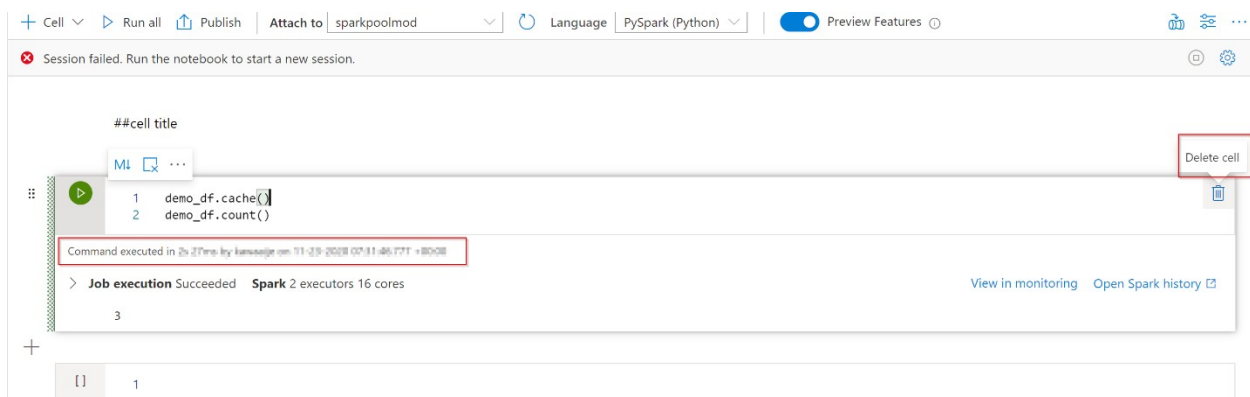 Cell Run all Publish Attach to sparkpoolmod Language PySpark (Python) Preview Features
Session failed. Run the notebook to start a new session.
##cell title
Delete cell
M↓ ...
1 demo_df.cache()
2 demo_df.count()
Command executed in
Job execution Succeeded Spark 2 executors 16 cores View in monitoring Open Spark history
3
[] 1